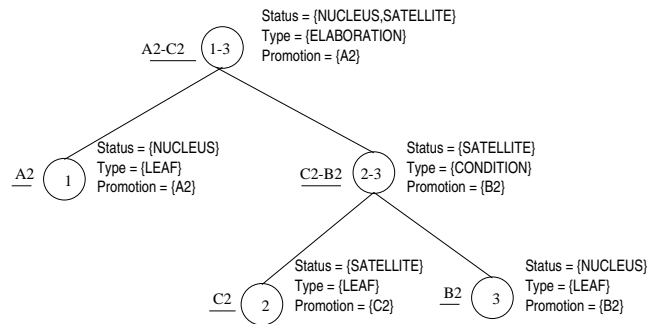 Status = {NUCLEUS,SATELLITE}
Type = {ELABORATION}
Promotion = {A2}
A2-C2
1-3
Status = {NUCLEUS}
Type = {LEAF}
Promotion = {A2}
A2
1
Status = {SATELLITE}
Type = {CONDITION}
Promotion = {B2}
C2-B2
2-3
Status = {SATELLITE}
Type = {LEAF}
Promotion = {C2}
C2
2
Status = {NUCLEUS}
Type = {LEAF}
Promotion = {B2}
B2
3